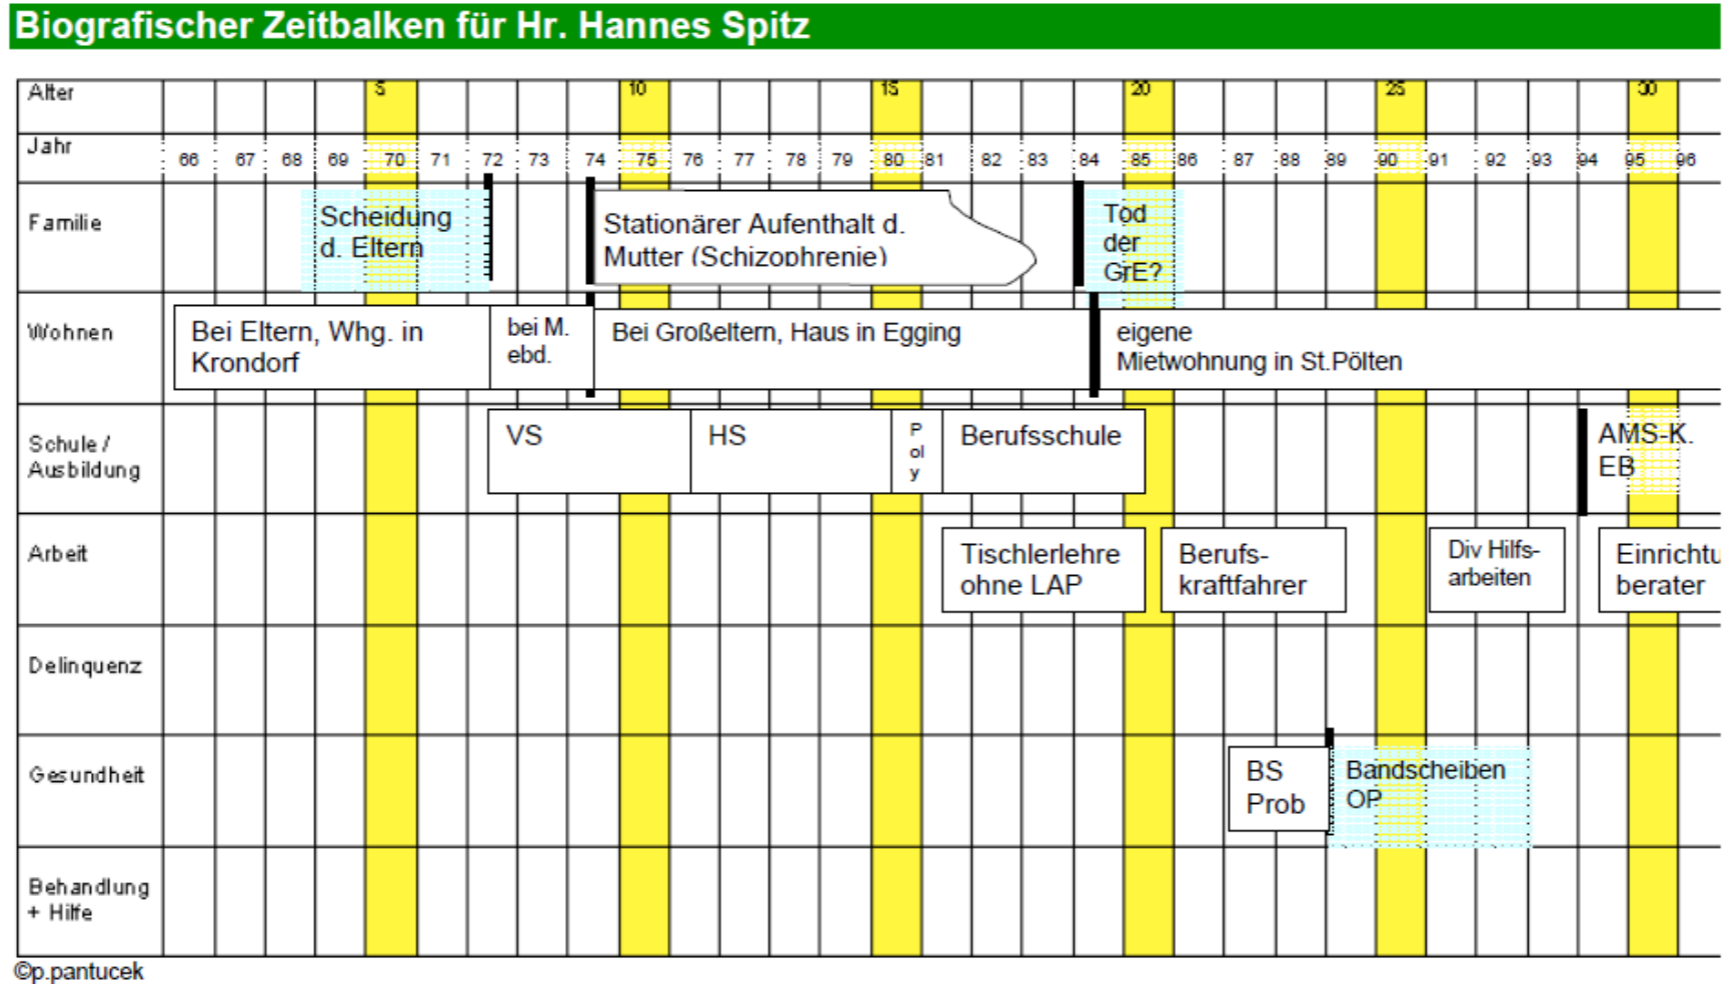 Biografischer Zeitbalken für Hr. Hannes Spitz
Alter 5 10 15 20 25 30
Jahr 66 67 68 69 70 71 72 73 74 75 76 77 78 79 80 81 82 83 84 85 86 87 88 89 90 91 92 93 94 95 96
Familie
Scheidung
d. Eltern
Stationärer Aufenthalt d.
Mutter (Schizophrenie)
Tod
der
GrE?
Wohnen
Bei Eltern, Whg. in
Krondorf
bei M.
ebd.
Bei Großeltern, Haus in Egging
eigene
Mietwohnung in St.Pölten
Schule /
Ausbildung
VS
HS
P
ol
y
Berufsschule
AMS-K.
EB
Arbeit
Tischlerlehre
ohne LAP
Berufs-
kraftfahrer
Div Hilfs-
arbeiten
Einrichtu
berater
Delinquenz
Gesundheit
BS
Prob
Bandscheiben
OP
Behandlung
+ Hilfe
©p.pantucek